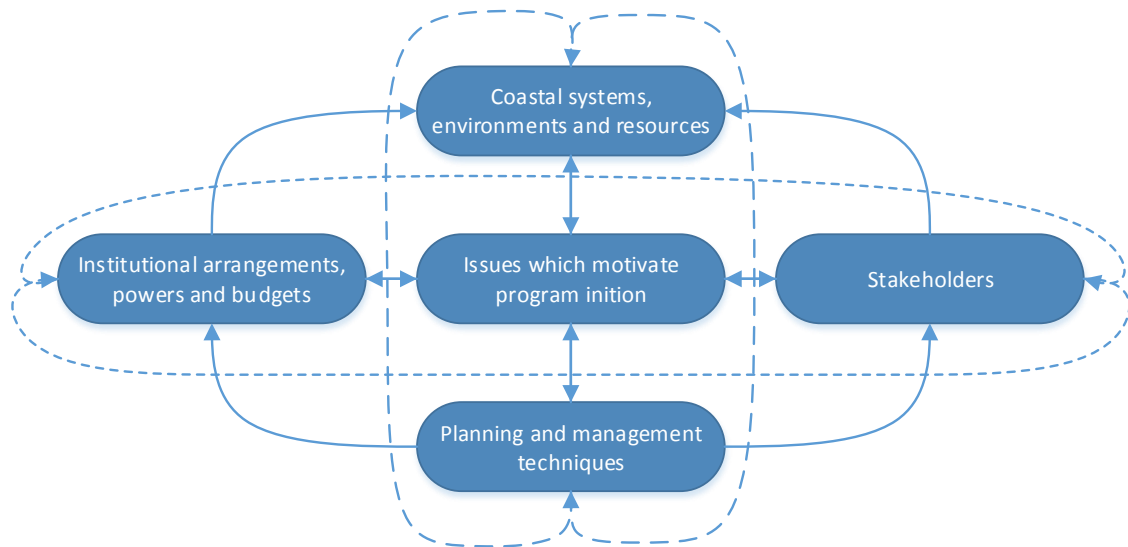 Coastal systems,
environments and resources
Institutional arrangements,
powers and budgets
Issues which motivate
program inition
Stakeholders
Planning and management
techniques